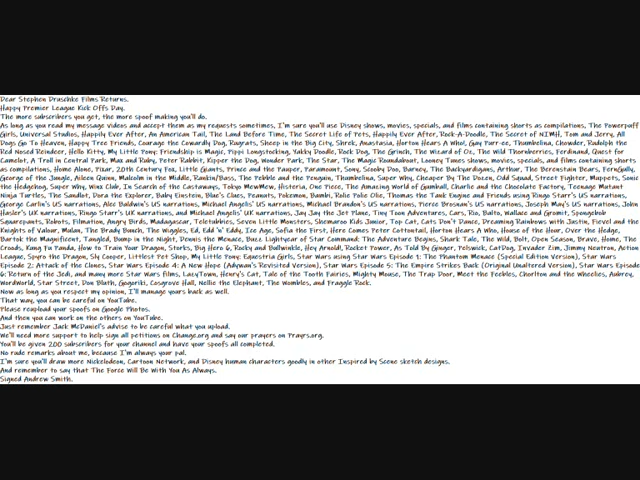 Dear Stephen Druschke Films Returns.
Happy Premier League Kick Offs Day.
The more subscribers you get, the more spoof making you'll do.
As long as you read my message videos and accept them as my requests sometimes, I'm sure you'll use Disney shows, movies, specials, and films containing shorts as compilations, The Powerpuff
Girls, Universal Studios, Happily Ever After, An American Tail, The Land Before Time, The Secret Life of Pets, Happily Ever After, Rock-A-Doodle, The Secret of NIMH, Tom and Jerry, All
Dogs Go To Heaven, Happy Tree Friends, Courage the Cowardly Dog, Rugrats, Sheep in the Big City, Shrek, Anastasia, Horton Hears A Who!, Gay Purr-ee, Thumbelina, Chowder, Rudolph the
Red Nosed Reindeer, Hello Kitty, My Little Pony: Friendship is Magic, Pippi Longstocking, Yakky Doodle, Rock Dog, The Grinch, The Wizard of Oz, The Wild Thornberries, Ferdinand, Quest for
Camelot, A Troll in Central Park, Max and Ruby, Peter Rabbit, Kipper the Dog, Wonder Park, The Star, The Magic Roundabout, Looney Tunes shows, movies, specials, and films containing shorts
as compilations, Home Alone, Pixar, 20th Century Fox, Little Giants, Prince and the Pauper, Paramount, Sony, Scooby Doo, Barney, The Backyardigans, Arthur, The Berenstain Bears, FernGully,
George of the Jungle, Aileen Quinn, Malcolm in the Middle, Rankin/Bass, The Pebble and the Penguin, Thumbelina, Super Why, Cheaper By The Dozen, Odd Squad, Street Fighter, Muppets, Sonic
the Hedgehog, Super Why, Winx Club, In Search of the Castaways, Tokyo MewMew, Histeria, One Piece, The Amazing World of Gumball, Charlie and the Chocolate Factory, Teenage Mutant
Ninja Turtles, The Sandlot, Dora the Explorer, Baby Einstein, Blue's Clues, Peanuts, Pokemon, Bambi, Rolie Polie Olie, Thomas the Tank Engine and Friends using Ringo Starr's US narrations,
George Carlin's US narrations, Alec Baldwin's US narrations, Michael Angelis' US narrations, Michael Brandon's US narrations, Pierce Brosnan's US narrations, Joseph May's US narrations, John
Hasler's UK narrations, Ringo Starr's UK narrations, and Michael Angelis' UK narrations, Jay Jay the Jet Plane, Tiny Toon Adventures, Cars, Rio, Balto, Wallace and Gromit, Spongebob
Squarepants, Robots, Filmation, Angry Birds, Madagascar, Teletubbies, Seven Little Monsters, Shemaroo Kids Junior, Top Cat, Cats Don't Dance, Dreaming Rainbows with Justin, Fievel and the
Knights of Valour, Mulan, The Brady Bunch, The Wiggles, Ed, Edd 'n' Eddy, Ice Age, Sofia the First, Here Comes Peter Cottontail, Horton Hears A Who, House of the Hour, Over the Hedge,
Bartok the Magnificent, Tangled, Bump in the Night, Dennis the Menace, Buzz Lightyear of Star Command: The Adventure Begins, Shark Tale, The Wild, Bolt, Open Season, Brave, Home, The
Croods, Kung Fu Panda, How to Train Your Dragon, Storks, Big Hero 6, Rocky and Bullwinkle, Hey Arnold, Rocket Power, As Told By Ginger, Pelswick, CatDog, Invader Zim, Jimmy Neutron, Action
League, Spyro the Dragon, Sly Cooper, Littlest Pet Shop, My Little Pony: Equestria Girls, Star Wars using Star Wars Episode 1: The Phantom Menace (Special Edition Version), Star Wars
Episode 2: Attack of the Clones, Star Wars Episode 4: A New Hope (Adywan's Revisited Version), Star Wars Episode 5: The Empire Strikes Back (Original Unaltered Version), Star Wars Episode
6: Return of the Jedi, and many more Star Wars films, LazyTown, Henry's Cat, Tale of the Tooth Fairies, Mighty Mouse, The Trap Door, Meet the Feebles, Chorlton and the Wheelies, Aubrey,
WordWorld, Star Street, Don Bluth, Gogoriki, Cosgrove Hall, Nellie the Elephant, The Wombles, and Fraggle Rock.
Now as long as you respect my opinion, I'll manage yours back as well.
That way, you can be careful on YouTube.
Please reupload your spoofs on Google Photos.
And then you can work on the others on YouTube.
Just remember Jack McDaniel's advise to be careful what you upload.
We'll need more support to help sign all petitions on Change.org and say our prayers on Prayrs.org.
You'll be given 200 subscribers for your channel and have your spoofs all completed.
No rude remarks about me, because I'm always your pal.
I'm sure you'll draw more Nickelodeon, Cartoon Network, and Disney human characters goodly in other Inspired by Scene sketch designs.
And remember to say that The Force Will Be With You As Always.
Signed Andrew Smith.